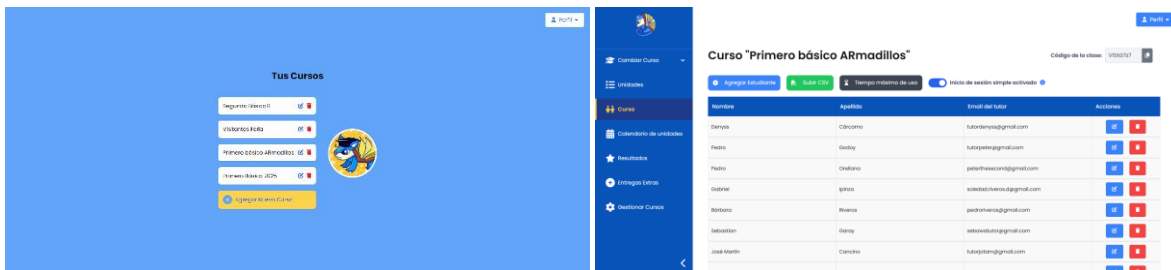 Perfil
Tus Cursos
Segundo Básico B
Visitantes Feria
Primero básico ARmadillos
Primero Básico 2025
Agregar Nuevo Curso
Perfil
Cambiar Curso
Unidades
Curso
Calendario de unidades
Resultados
Entregas Extras
Gestionar Cursos
Curso "Primero básico ARmadillos"
Código de la clase:
Agregar Estudiante Subir CSV Tiempo máximo de uso Inicio de sesión simple activado
Nombre Apellido Email del tutor Acciones
Denyss Cárcamo tutordenyss@gmail.com
Pedro Godoy tutorpeter@gmail.com
Pedro Orellana peterthesecond@gmail.com
Gabriel Ipinza soledad.riveros.d@gmail.com
Bárbara Riveros pedroriveros@gmail.com
Sebastian Garay sebawatutor@gmail.com
José Martín Cancino tutorjotam@gmail.com